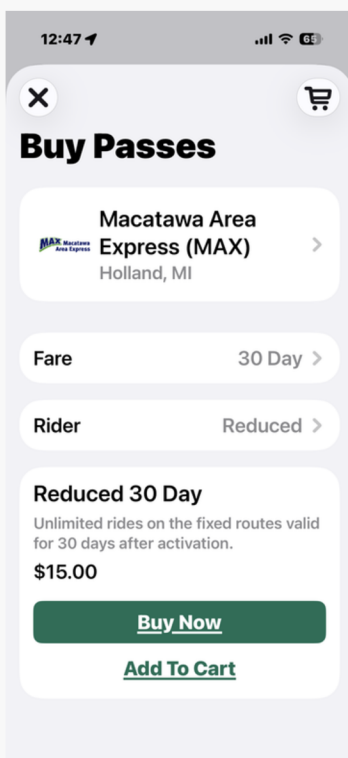 12:47
65
Buy Passes
MAX Macatawa
Area Express
Macatawa Area
Express (MAX)
Holland, MI
Fare 30 Day
Rider Reduced
Reduced 30 Day
Unlimited rides on the fixed routes valid
for 30 days after activation.
$15.00
Buy Now
Add To Cart